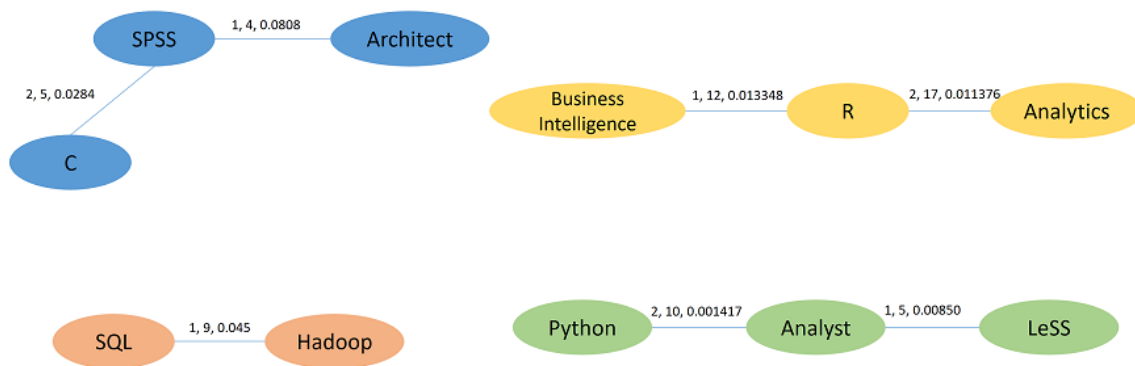 SPSS
1, 4, 0.0808
Architect
2, 5, 0.0284
C
Business
Intelligence
1, 12, 0.013348
R
2, 17, 0.011376
Analytics
SQL
1, 9, 0.045
Hadoop
Python
2, 10, 0.001417
Analyst
1, 5, 0.00850
LeSS